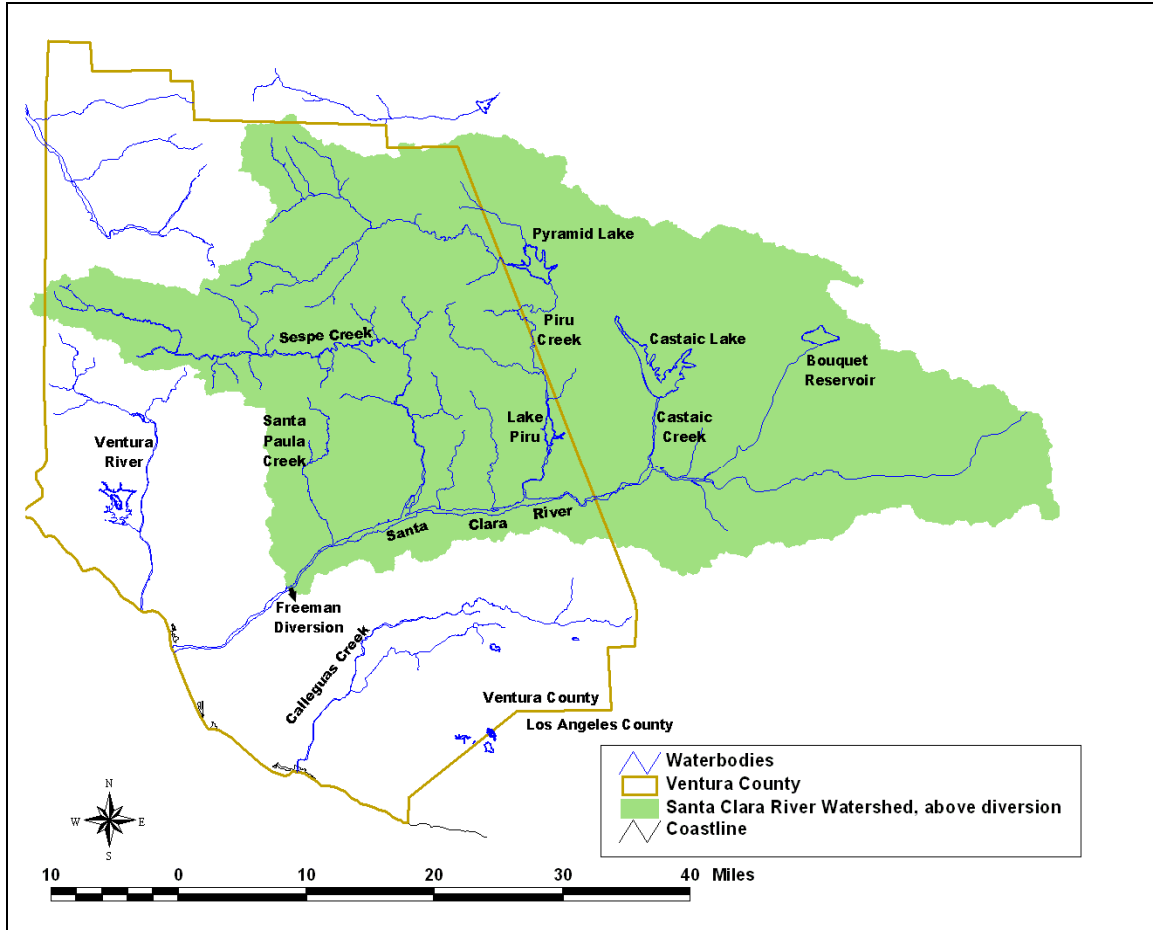 Pyramid Lake
Piru
Creek
Sespe Creek
Castaic Lake
Bouquet
Reservoir
Santa
Paula
Creek
Lake
Piru
Castaic
Creek
Ventura
River
Santa Clara River
Freeman
Diversion
Calleguas Creek
Ventura County
Los Angeles County
Waterbodies
Ventura County
Santa Clara River Watershed, above diversion
Coastline
N
W E
S
10 0 10 20 30 40 Miles